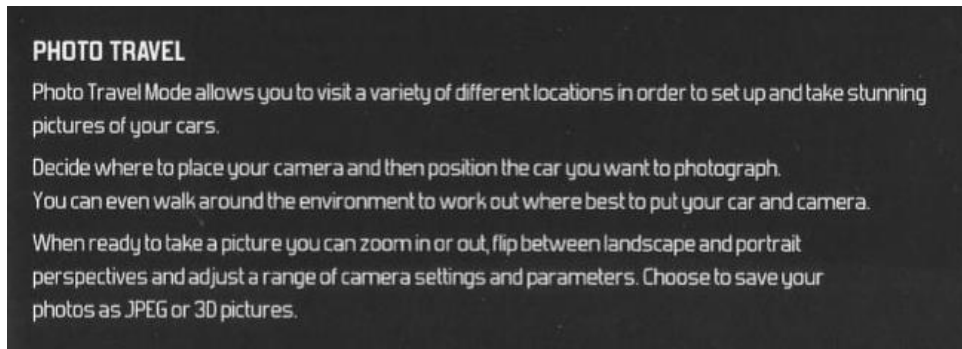 PHOTO TRAVEL
Photo Travel Mode allows you to visit a variety of different locations in order to set up and take stunning
pictures of your cars.
Decide where to place your camera and then position the car you want to photograph.
You can even walk around the environment to work out where best to put your car and camera.
When ready to take a picture you can zoom in or out, flip between landscape and portrait
perspectives and adjust a range of camera settings and parameters. Choose to save your
photos as JPEG or 3D pictures.